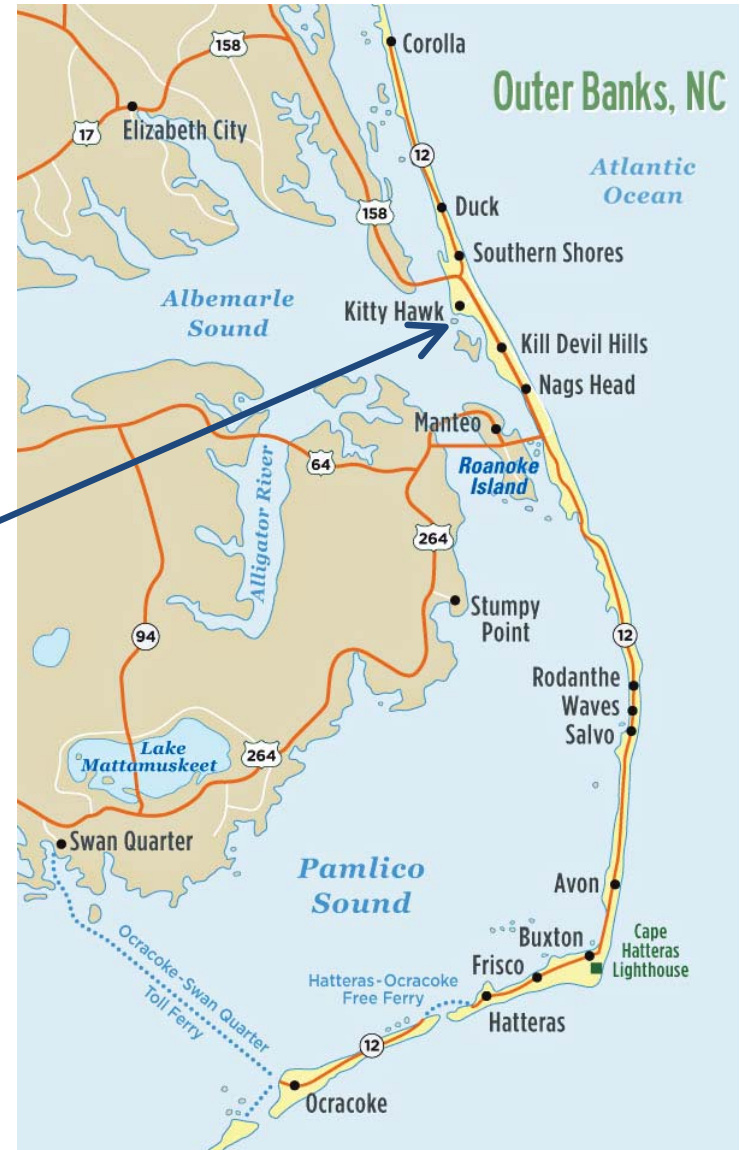 158
Corolla
Outer Banks, NC
17
Elizabeth City
12
Atlantic
Ocean
158
Duck
Southern Shores
Albemarle
Sound
Kitty Hawk
Kill Devil Hills
Nags Head
Manteo
64
Roanoke
Island
Alligator River
264
Stumpy
Point
94
12
Rodanthe
Waves
Salvo
Lake
Mattamuskeet
264
Swan Quarter
Pamlico
Sound
Avon
Buxton
Cape
Hatteras
Lighthouse
Frisco
Ocracoke-Swan Quarter
Toll Ferry
Hatteras-Ocracoke
Free Ferry
Hatteras
12
Ocracoke